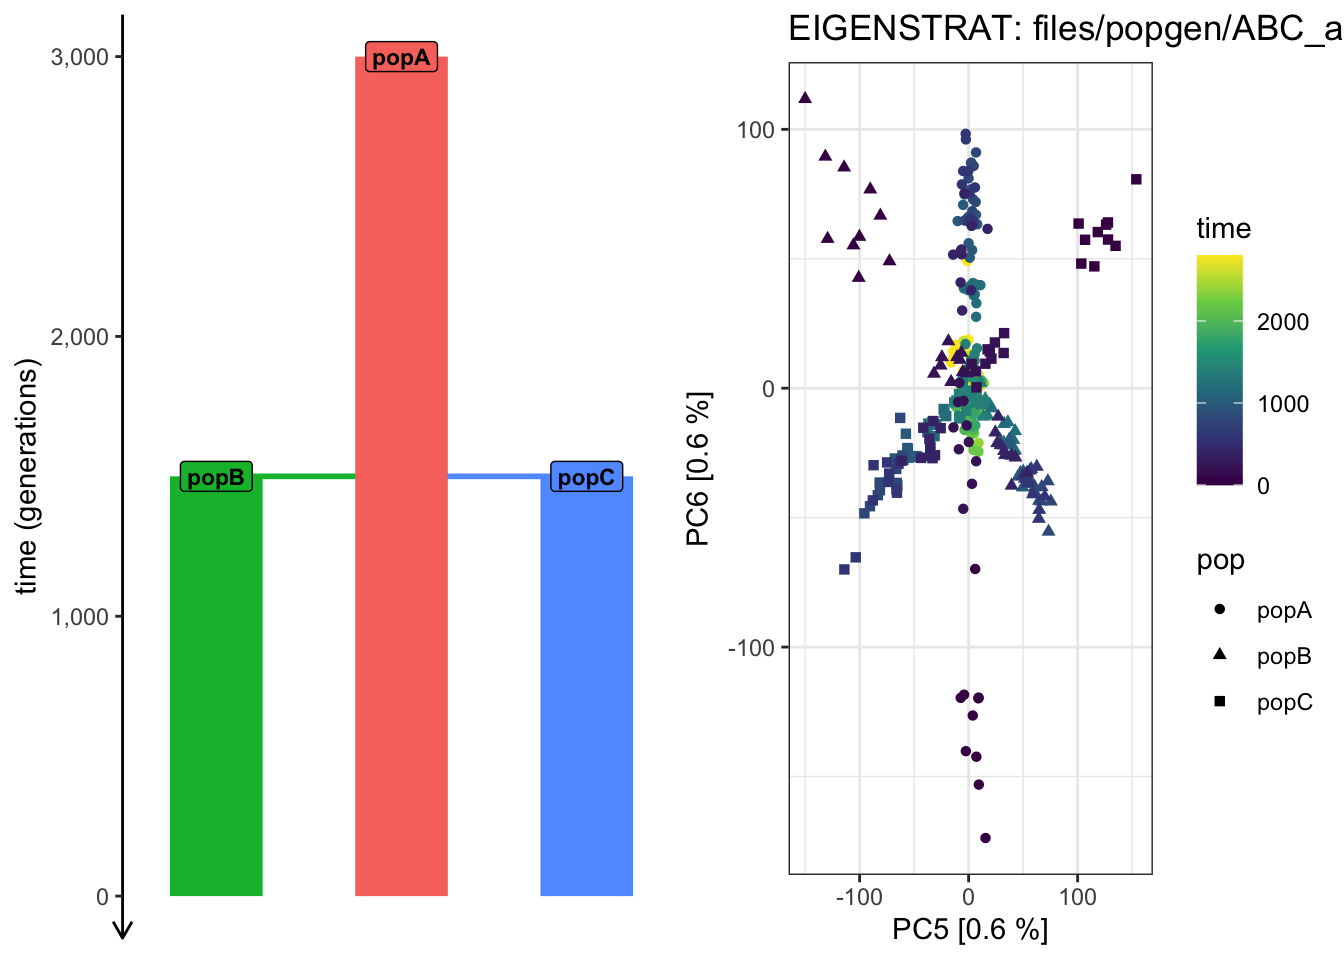 time (generations)
3,000
2,000
1,000
0
popA
popB
popC
EIGENSTRAT: files/popgen/ABC_a
PC6 [0.6 %]
100
0
-100
-100
0
100
PC5 [0.6 %]
time
2000
1000
0
pop
popA
popB
popC